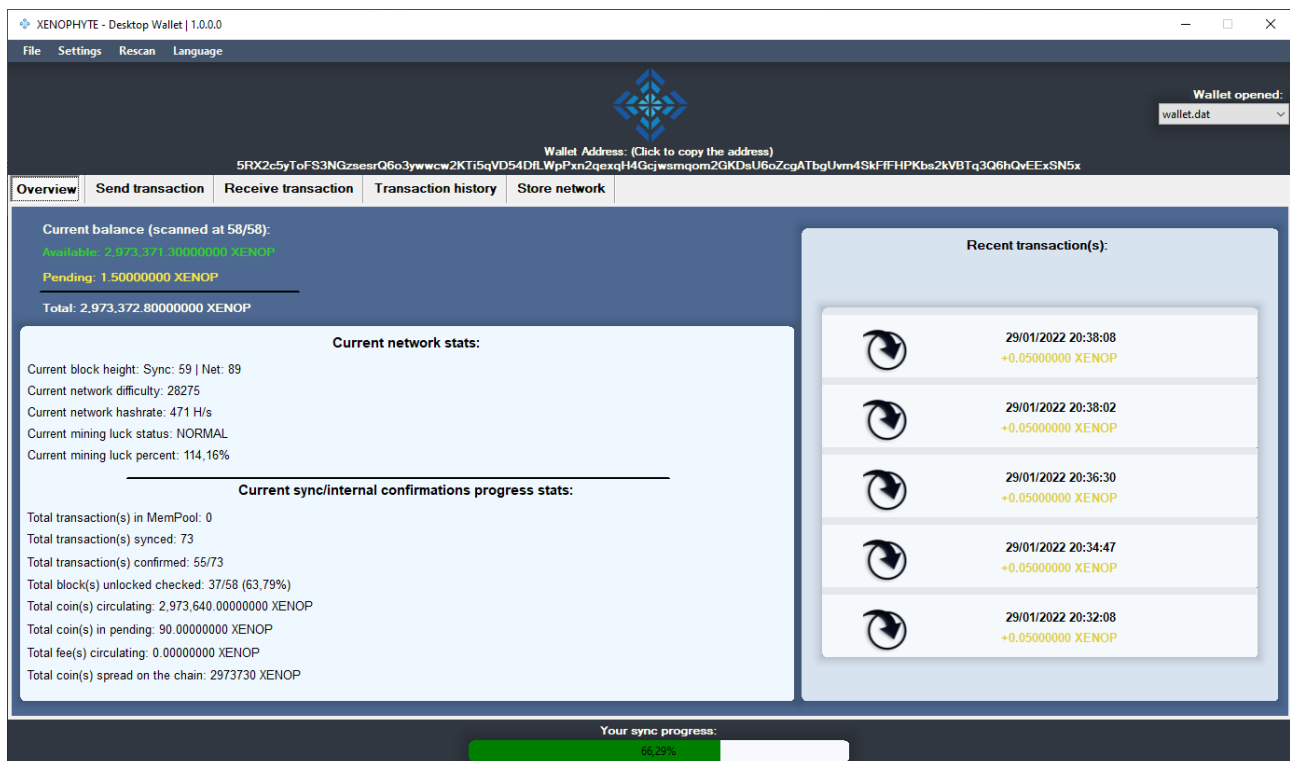 XENOPHYTE - Desktop Wallet | 1.0.0.0
File Settings Rescan Language
Wallet opened:
wallet.dat
Wallet Address: (Click to copy the address)
5RX2c5yToFS3NGzsesrQ6o3ywwcw2KTi5qVD54DfLWpPxn2qexqH4Gcjwsmqom2GKDsU6oZcgATbgUvm4SkFfFHPKbs2kVBTq3Q6hQvEExSN5x
Overview Send transaction Receive transaction Transaction history Store network
Current balance (scanned at 58/58):
Available: 2,973,371.30000000 XENOP
Pending: 1.50000000 XENOP
Total: 2,973,372.80000000 XENOP
Current network stats:
Current block height: Sync: 59 | Net: 89
Current network difficulty: 28275
Current network hashrate: 471 H/s
Current mining luck status: NORMAL
Current mining luck percent: 114,16%
Current sync/internal confirmations progress stats:
Total transaction(s) in MemPool: 0
Total transaction(s) synced: 73
Total transaction(s) confirmed: 55/73
Total block(s) unlocked checked: 37/58 (63,79%)
Total coin(s) circulating: 2,973,640.00000000 XENOP
Total coin(s) in pending: 90.00000000 XENOP
Total fee(s) circulating: 0.00000000 XENOP
Total coin(s) spread on the chain: 2973730 XENOP
Recent transaction(s):
29/01/2022 20:38:08
+0.05000000 XENOP
29/01/2022 20:38:02
+0.05000000 XENOP
29/01/2022 20:36:30
+0.05000000 XENOP
29/01/2022 20:34:47
+0.05000000 XENOP
29/01/2022 20:32:08
+0.05000000 XENOP
Your sync progress:
66,29%